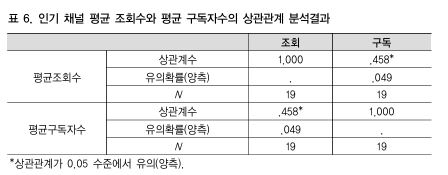 표 6. 인기 채널 평균 조회수와 평균 구독자수의 상관관계 분석결과
조회 구독
평균조회수 상관계수 1.000 .458*
유의확률(양측) . .049
N 19 19
평균구독자수 상관계수 .458* 1.000
유의확률(양측) .049 .
N 19 19
*상관관계가 0.05 수준에서 유의(양측).